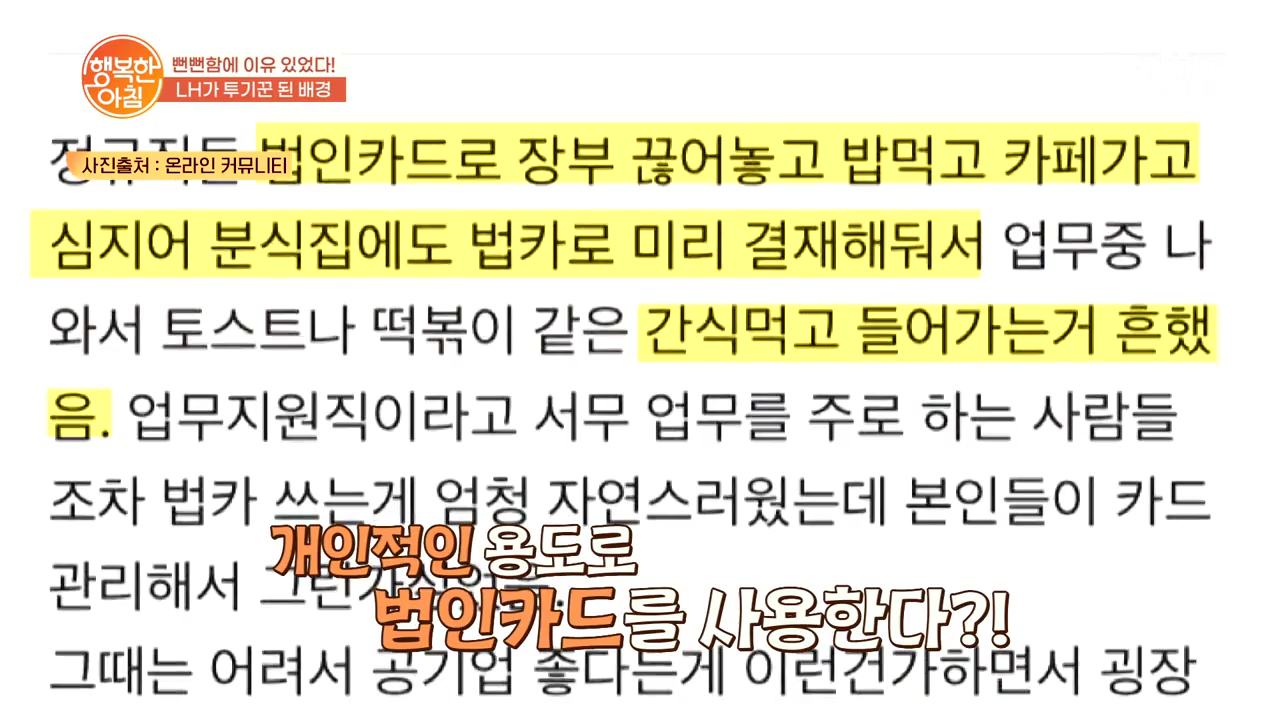 행복한
아침
뻔뻔함에 이유 있었다!
LH가 투기꾼 된 배경
사진출처 : 온라인 커뮤니티
법인카드로 장부 끊어놓고 밥먹고 카페가고
심지어 분식집에도 법카로 미리 결재해둬서 업무중 나
와서 토스트나 떡볶이 같은 간식먹고 들어가는거 흔했
음. 업무지원직이라고 서무 업무를 주로 하는 사람들
조차 법카 쓰는게 엄청 자연스러웠는데 본인들이 카드
관리해서
개인적인 용도로
법인카드를 사용한다?!
그때는 어려서 공기업 좋다는게 이런건가하면서 굉장